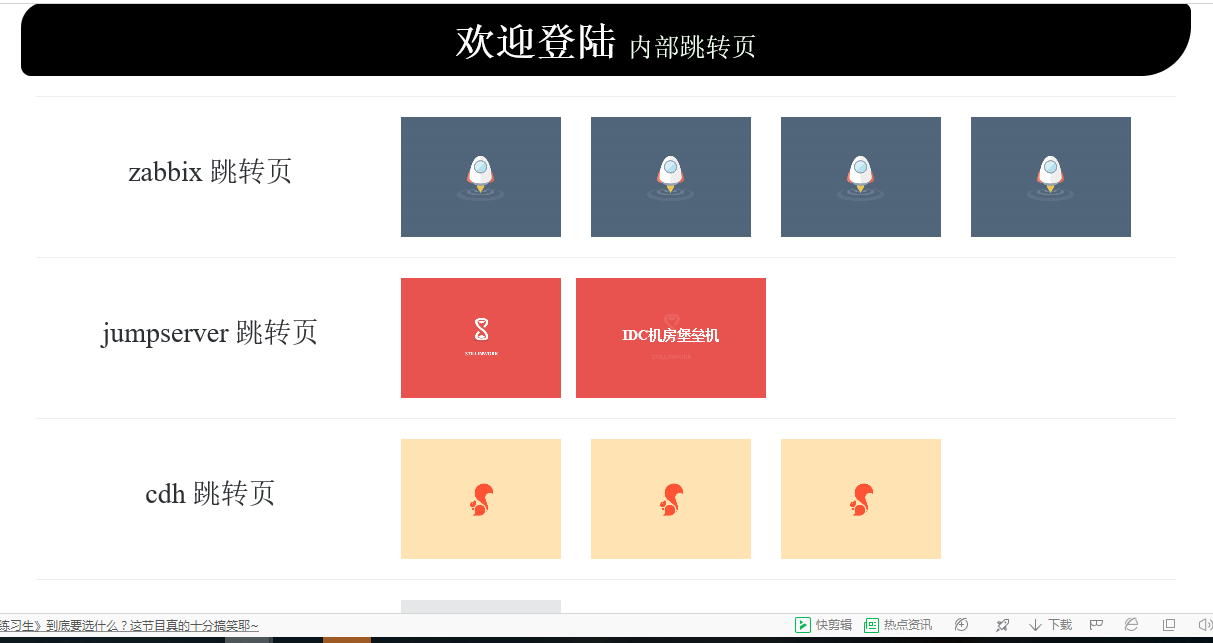 欢迎登陆 内部跳转页
zabbix 跳转页
jumpserver 跳转页
STILLINWORK
IDC机房堡垒机
cdh 跳转页
练习生》到底要选什么？这节目真的十分搞笑耶~
快剪辑 热点资讯 下载